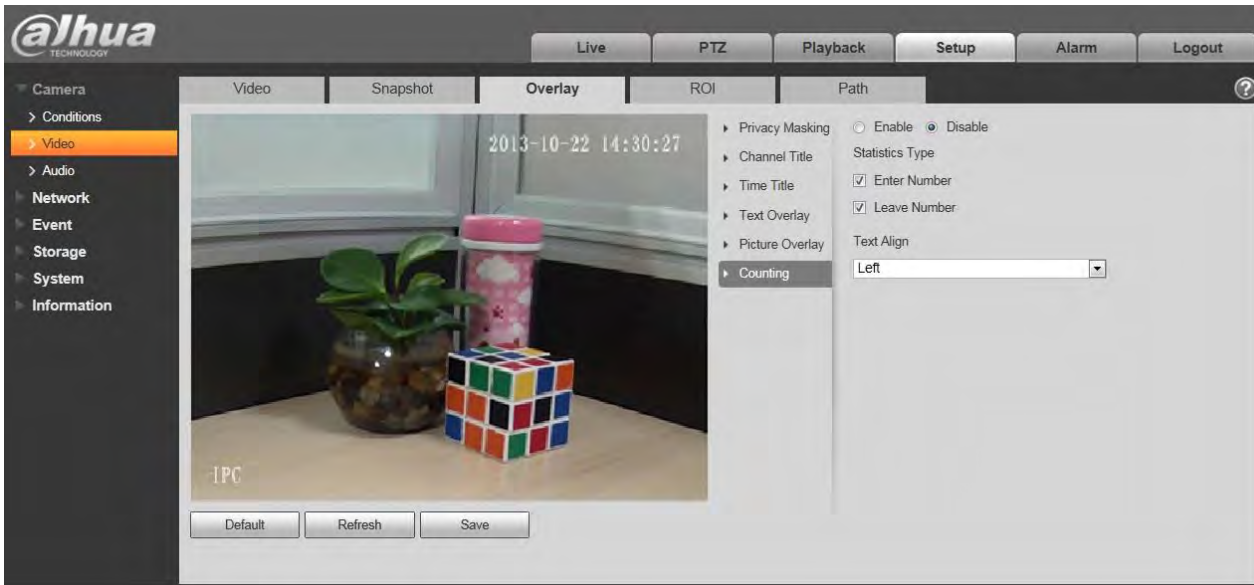 alhua
TECHNOLOGY
Live PTZ Playback Setup Alarm Logout
Camera
Conditions
Video
Audio
Network
Event
Storage
System
Information
Video Snapshot Overlay ROI Path
?
2013-10-22 14:30:27
IPC
Privacy Masking
Channel Title
Time Title
Text Overlay
Picture Overlay
Counting
Enable Disable
Statistics Type
Enter Number
Leave Number
Text Align
Left
Default Refresh Save